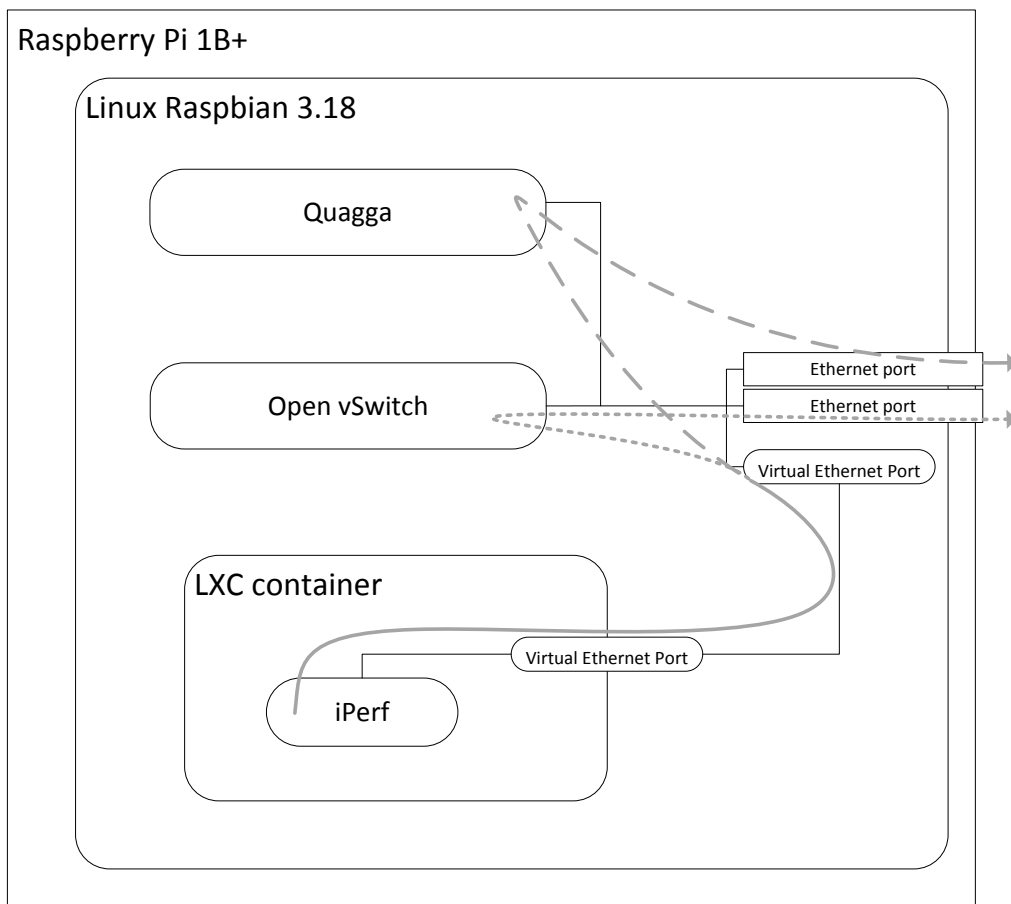 Raspberry Pi 1B+
Linux Raspbian 3.18
Quagga
Ethernet port
Open vSwitch
Ethernet port
Virtual Ethernet Port
LXC container
Virtual Ethernet Port
iPerf